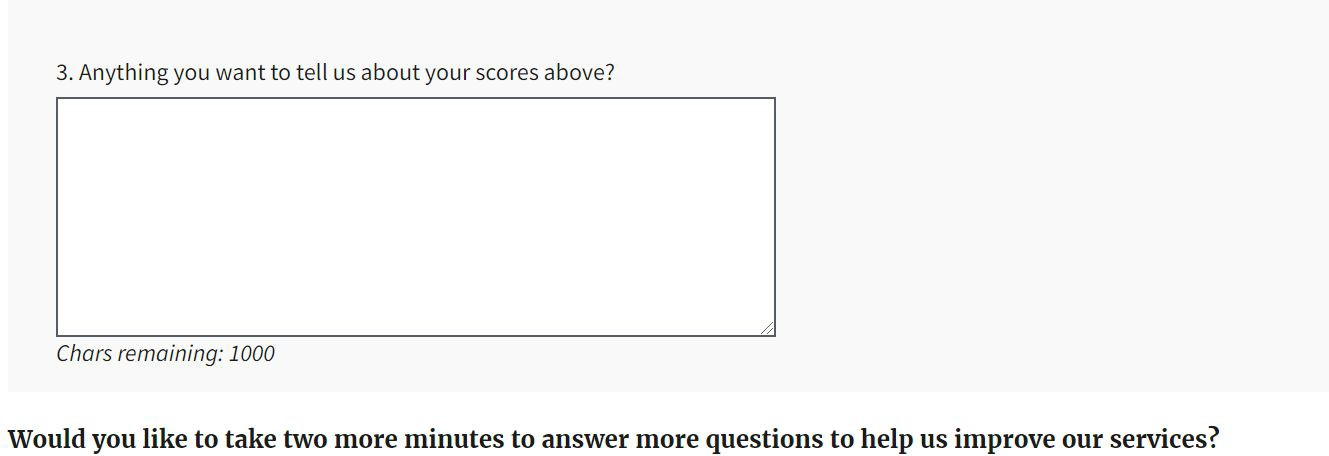 3. Anything you want to tell us about your scores above?
Chars remaining: 1000
Would you like to take two more minutes to answer more questions to help us improve our services?